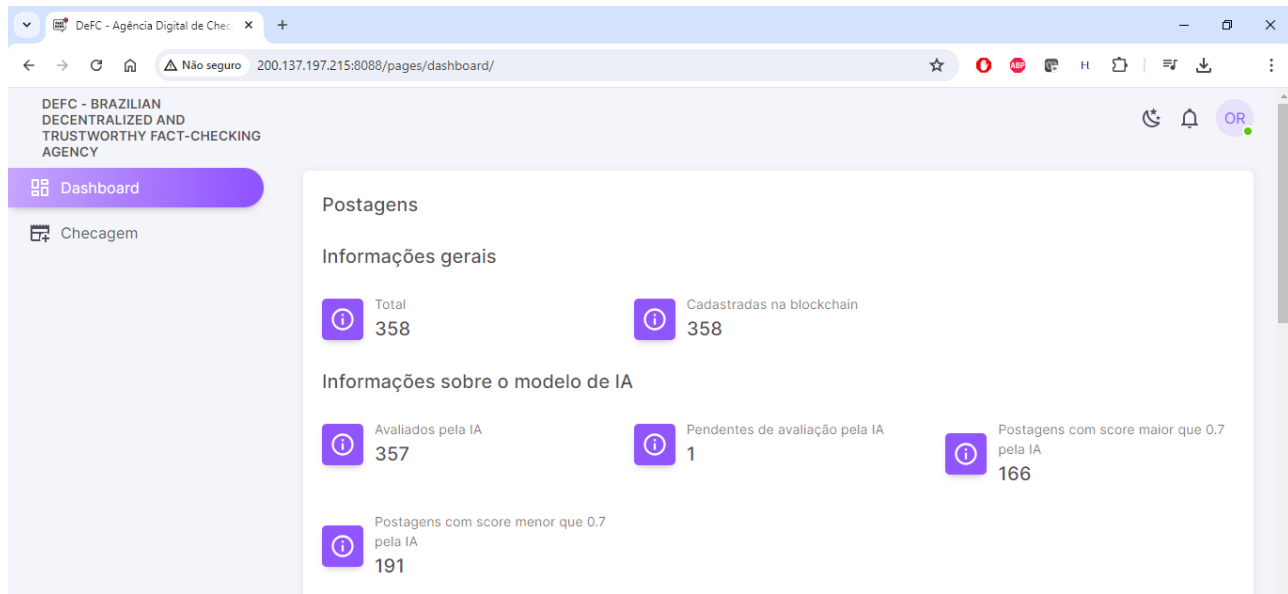 DeFC - Agência Digital de Chec
Não seguro 200.137.197.215:8088/pages/dashboard/
ABP H
DEFC - BRAZILIAN
DECENTRALIZED AND
TRUSTWORTHY FACT-CHECKING
AGENCY
OR
Dashboard
Checagem
Postagens
Informações gerais
Total
358
Cadastradas na blockchain
358
Informações sobre o modelo de IA
Avaliados pela IA
357
Pendentes de avaliação pela IA
1
Postagens com score maior que 0.7
pela IA
166
Postagens com score menor que 0.7
pela IA
191